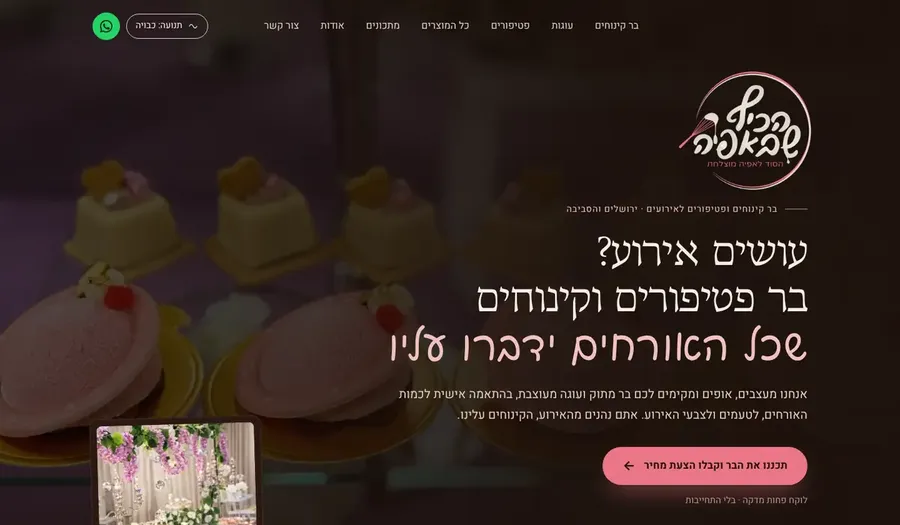 בר קינוחים
עוגות
פטיפורים
כל המוצרים
מתכונים
אודות
צור קשר
תנועה: כבויה
הכיף
שבאפיה
הסוד לאפיה מוצלחת
בר קינוחים ופטיפורים לאירועים · ירושלים והסביבה
עושים אירוע?
בר פטיפורים וקינוחים
שכל האורחים ידברו עליו
אנחנו מעצבים, אופים ומקימים לכם בר מתוק ועוגה מעוצבת, בהתאמה אישית לכמות
האורחים, לטעמים ולצבעי האירוע. אתם נהנים מהאירוע, הקינוחים עלינו.
תכננו את הבר וקבלו הצעת מחיר ←
לוקח פחות מדקה · בלי התחייבות